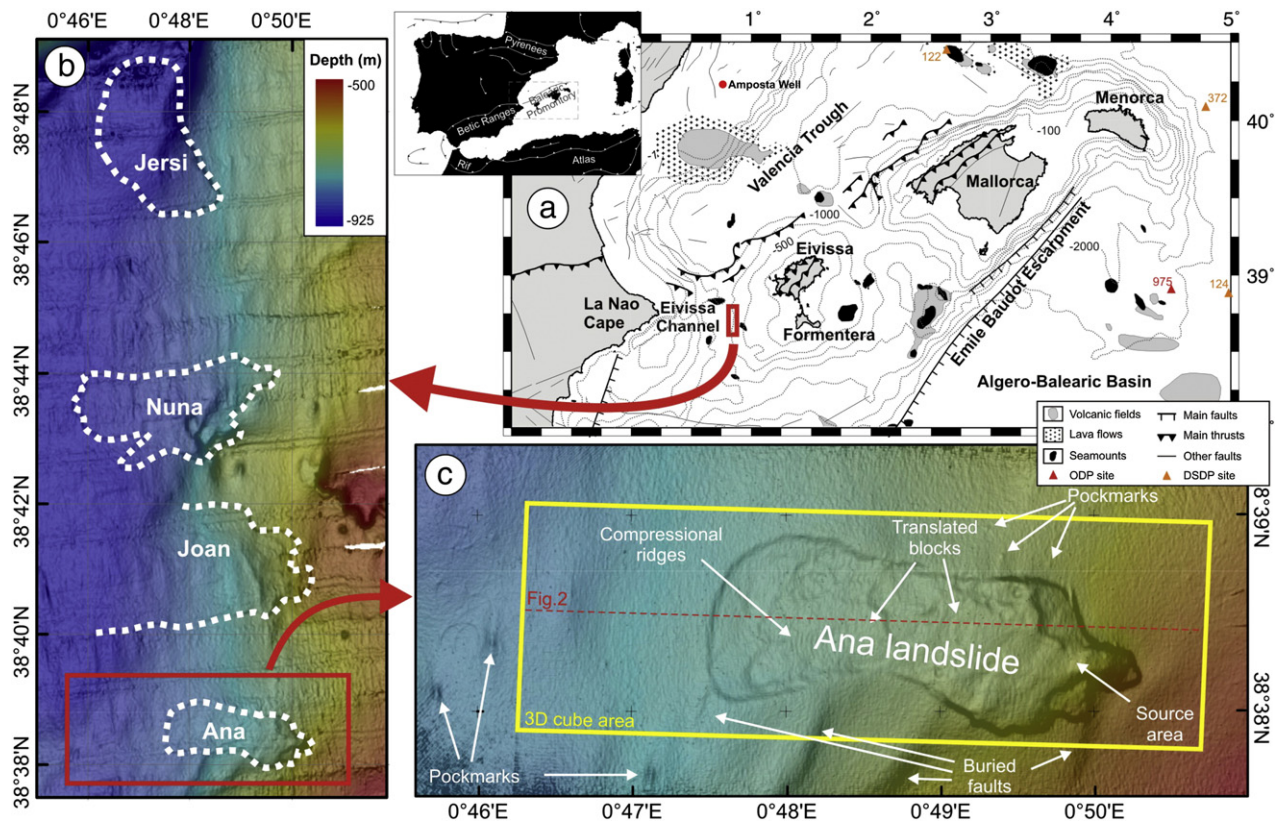 0°46'E
0°48'E
0°50'E
b
Depth (m)
-500
-925
38°48'N
38°46'N
38°44'N
38°42'N
38°40'N
38°38'N
Jersi
Nuna
Joan
Ana
Pyrenees
Balearic
Promontory
Betic Ranges
Rif
Atlas
1°
2°
3°
4°
5°
40°
39°
a
Amposta Well
122
372
Menorca
-100
Valencia Trough
Mallorca
-1000
-500
Eivissa
-2000
975
124
La Nao
Cape
Eivissa
Channel
Formentera
Emile Baudot Escarpment
Algero-Balearic Basin
Volcanic fields
Main faults
Lava flows
Main thrusts
Seamounts
Other faults
ODP site
DSDP site
c
Pockmarks
Compressional
ridges
Translated
blocks
Fig.2
Ana landslide
3D cube area
Source
area
Pockmarks
Buried
faults
38°39'N
38°38'N
0°46'E
0°47'E
0°48'E
0°49'E
0°50'E